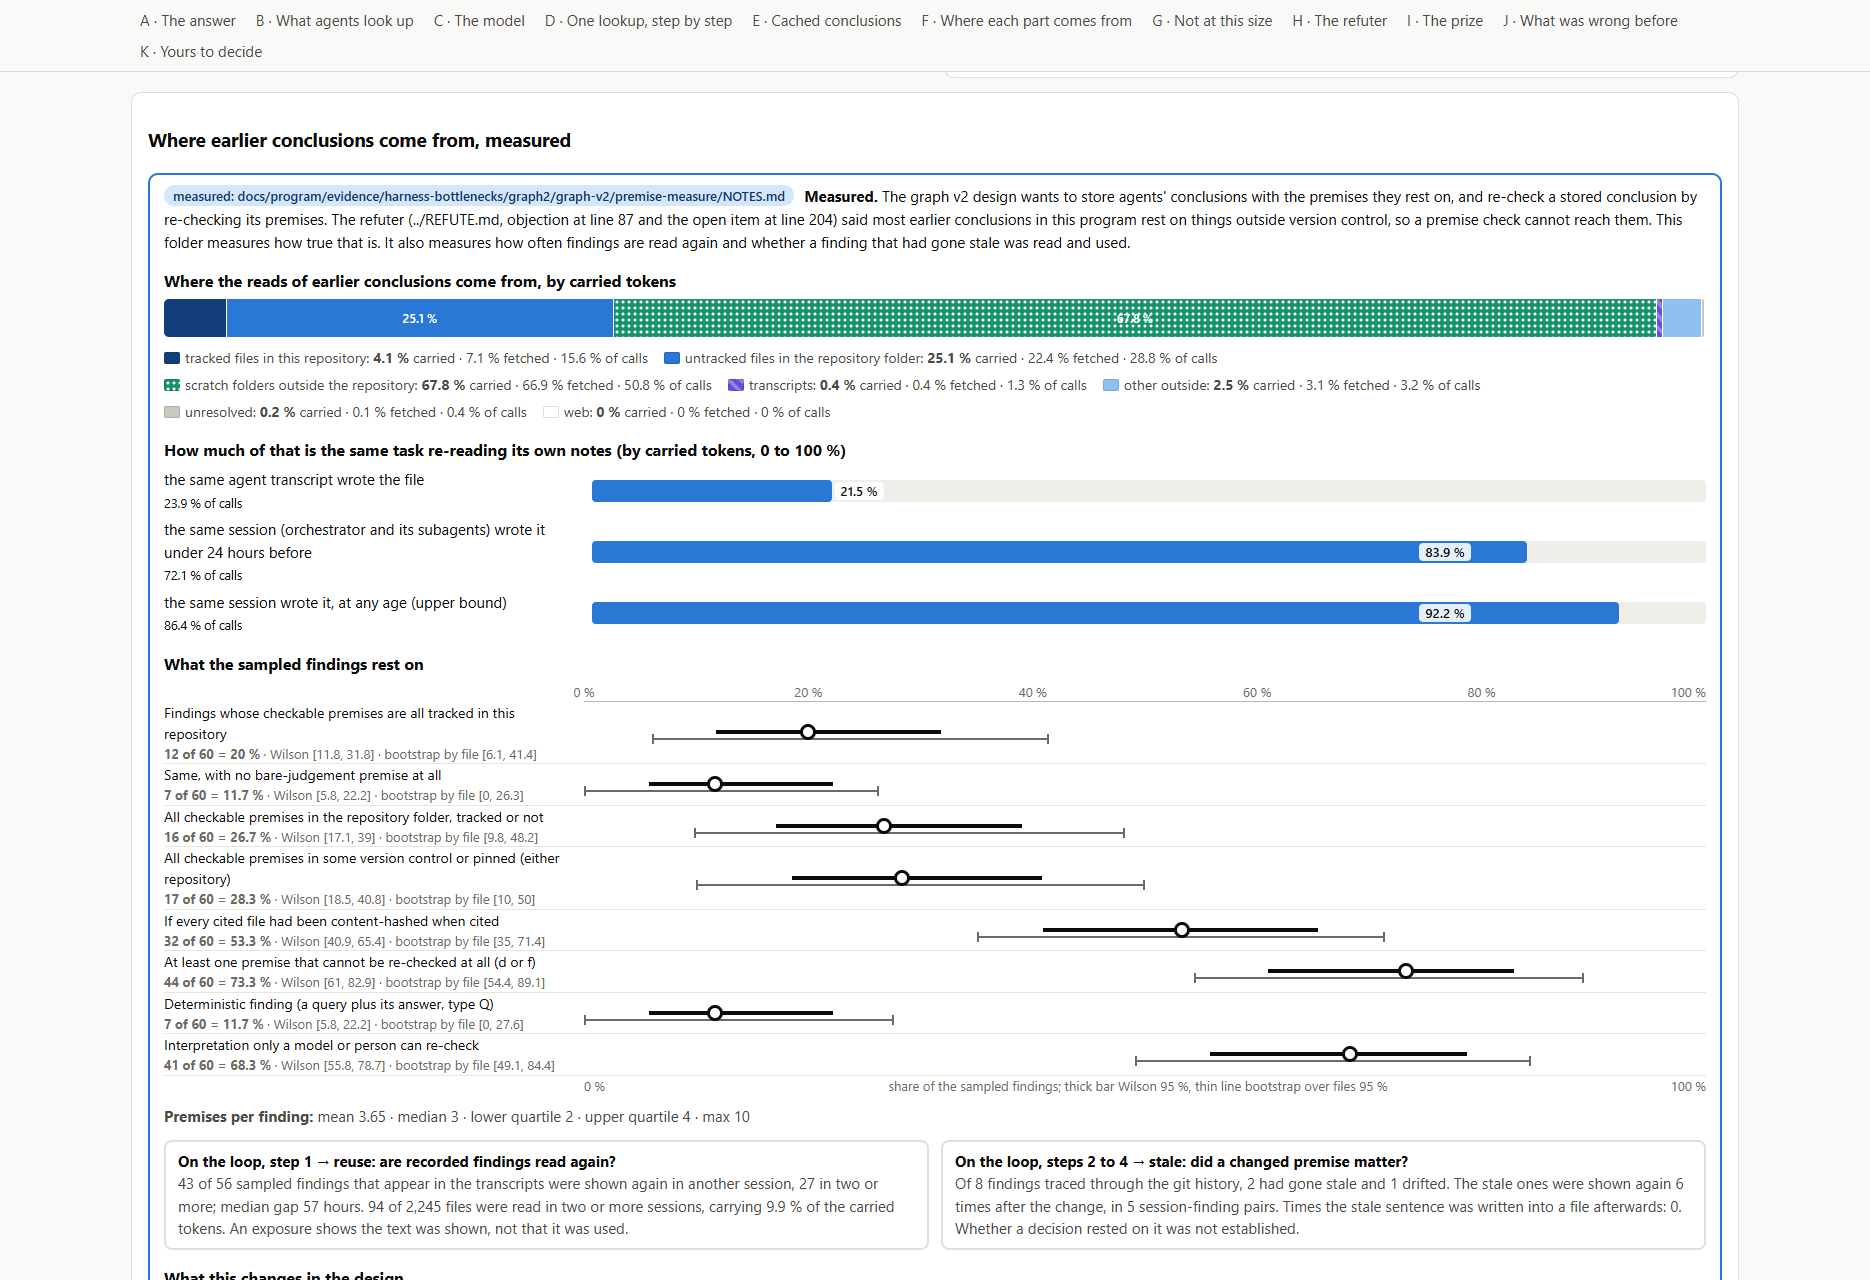 A · The answer B · What agents look up C · The model D · One lookup, step by step E · Cached conclusions F · Where each part comes from G · Not at this size H · The refuter I · The prize J · What was wrong before
K · Yours to decide
Where earlier conclusions come from, measured
measured: docs/program/evidence/harness-bottlenecks/graph2/graph-v2/premise-measure/NOTES.md Measured. The graph v2 design wants to store agents' conclusions with the premises they rest on, and re-check a stored conclusion by
re-checking its premises. The refuter (../REFUTE.md, objection at line 87 and the open item at line 204) said most earlier conclusions in this program rest on things outside version control, so a premise check cannot reach them. This
folder measures how true that is. It also measures how often findings are read again and whether a finding that had gone stale was read and used.
Where the reads of earlier conclusions come from, by carried tokens
25.1 % 67.8 %
tracked files in this repository: 4.1 % carried · 7.1 % fetched · 15.6 % of calls untracked files in the repository folder: 25.1 % carried · 22.4 % fetched · 28.8 % of calls
scratch folders outside the repository: 67.8 % carried · 66.9 % fetched · 50.8 % of calls transcripts: 0.4 % carried · 0.4 % fetched · 1.3 % of calls other outside: 2.5 % carried · 3.1 % fetched · 3.2 % of calls
unresolved: 0.2 % carried · 0.1 % fetched · 0.4 % of calls web: 0 % carried · 0 % fetched · 0 % of calls
How much of that is the same task re-reading its own notes (by carried tokens, 0 to 100 %)
the same agent transcript wrote the file
21.5 %
23.9 % of calls
the same session (orchestrator and its subagents) wrote it
under 24 hours before
83.9 %
72.1 % of calls
the same session wrote it, at any age (upper bound)
92.2 %
86.4 % of calls
What the sampled findings rest on
0 % 20 % 40 % 60 % 80 % 100 %
Findings whose checkable premises are all tracked in this
repository
12 of 60 = 20 % · Wilson [11.8, 31.8] · bootstrap by file [6.1, 41.4]
Same, with no bare-judgement premise at all
7 of 60 = 11.7 % · Wilson [5.8, 22.2] · bootstrap by file [0, 26.3]
All checkable premises in the repository folder, tracked or not
16 of 60 = 26.7 % · Wilson [17.1, 39] · bootstrap by file [9.8, 48.2]
All checkable premises in some version control or pinned (either
repository)
17 of 60 = 28.3 % · Wilson [18.5, 40.8] · bootstrap by file [10, 50]
If every cited file had been content-hashed when cited
32 of 60 = 53.3 % · Wilson [40.9, 65.4] · bootstrap by file [35, 71.4]
At least one premise that cannot be re-checked at all (d or f)
44 of 60 = 73.3 % · Wilson [61, 82.9] · bootstrap by file [54.4, 89.1]
Deterministic finding (a query plus its answer, type Q)
7 of 60 = 11.7 % · Wilson [5.8, 22.2] · bootstrap by file [0, 27.6]
Interpretation only a model or person can re-check
41 of 60 = 68.3 % · Wilson [55.8, 78.7] · bootstrap by file [49.1, 84.4]
0 % share of the sampled findings; thick bar Wilson 95 %, thin line bootstrap over files 95 % 100 %
Premises per finding: mean 3.65 · median 3 · lower quartile 2 · upper quartile 4 · max 10
On the loop, step 1 → reuse: are recorded findings read again?
43 of 56 sampled findings that appear in the transcripts were shown again in another session, 27 in two or
more; median gap 57 hours. 94 of 2,245 files were read in two or more sessions, carrying 9.9 % of the carried
tokens. An exposure shows the text was shown, not that it was used.
On the loop, steps 2 to 4 → stale: did a changed premise matter?
Of 8 findings traced through the git history, 2 had gone stale and 1 drifted. The stale ones were shown again 6
times after the change, in 5 session-finding pairs. Times the stale sentence was written into a file afterwards: 0.
Whether a decision rested on it was not established.
What this changes in the design